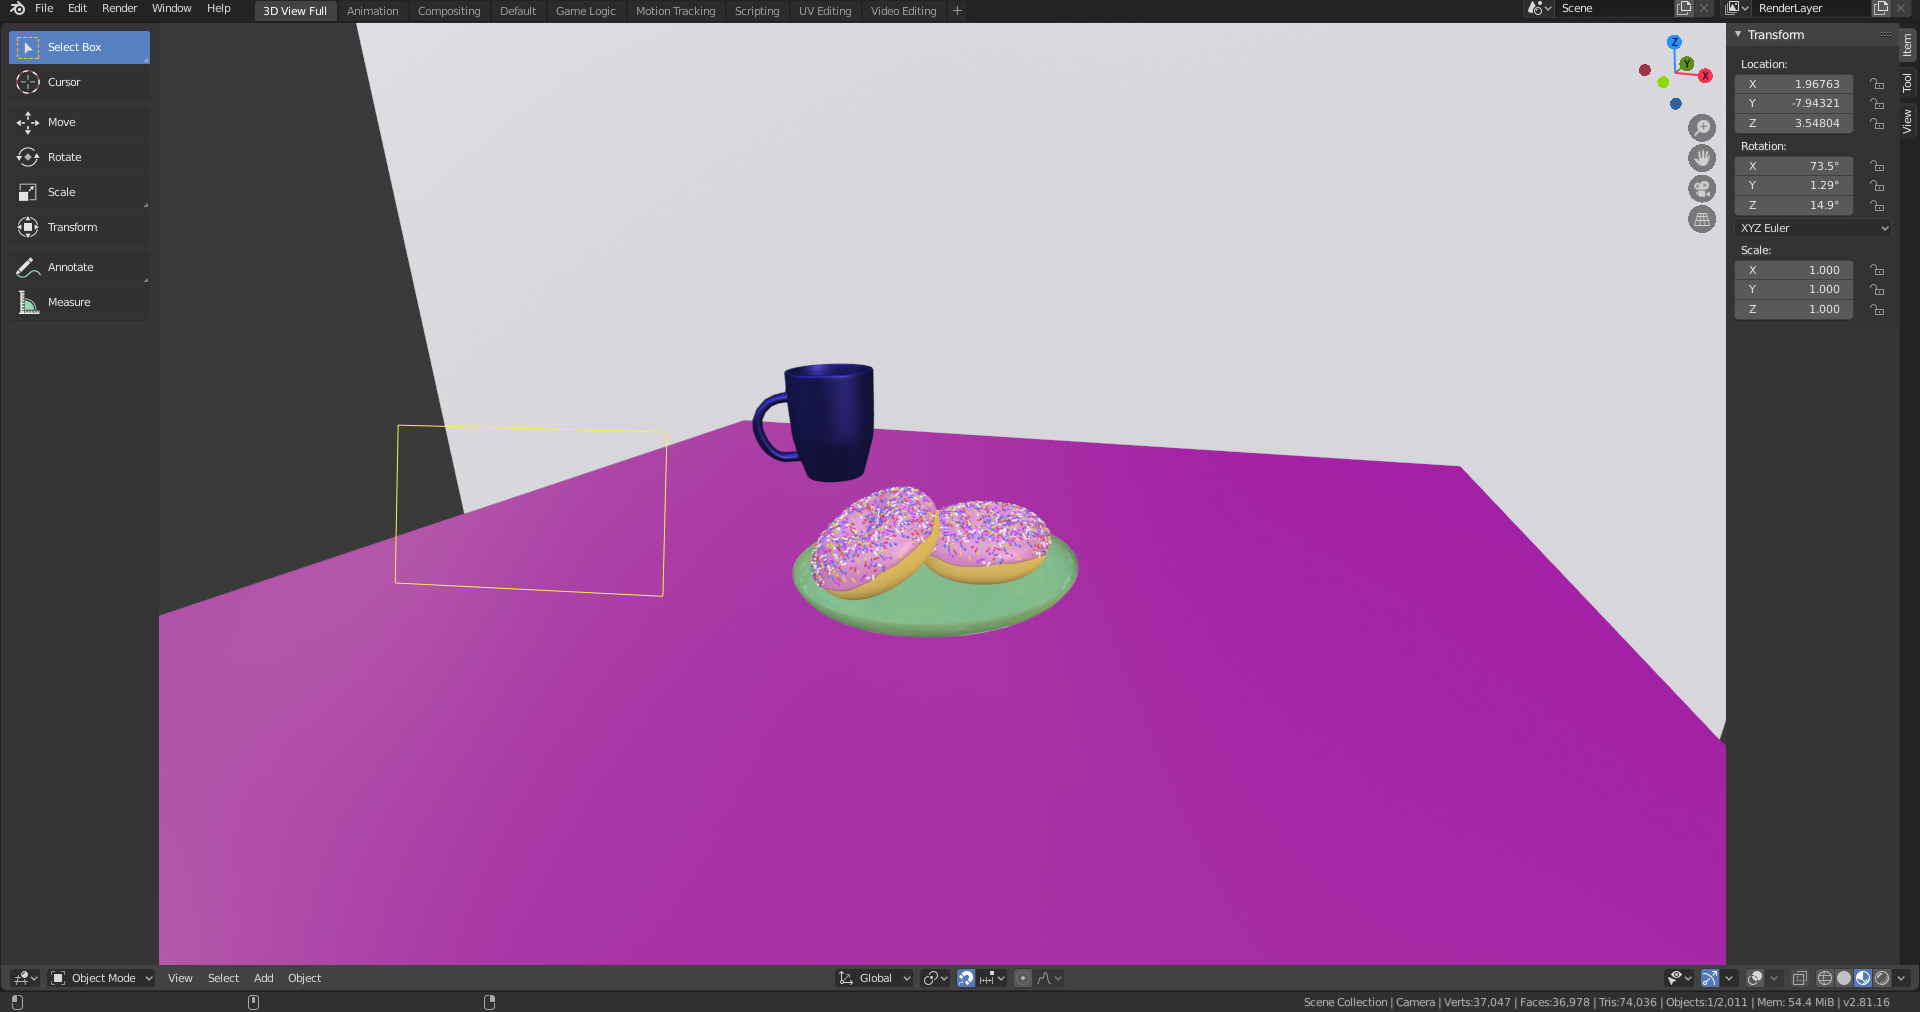 File Edit Render Window Help 3D View Full Animation Compositing Default Game Logic Motion Tracking Scripting UV Editing Video Editing + Scene RenderLayer
Select Box
Cursor
Move
Rotate
Scale
Transform
Annotate
Measure
Z
Y
X
Transform
Location:
X 1.96763
Y -7.94321
Z 3.54804
Rotation:
X 73.5°
Y 1.29°
Z 14.9°
XYZ Euler
Scale:
X 1.000
Y 1.000
Z 1.000
Item
Tool
View
Object Mode View Select Add Object Global
Scene Collection | Camera | Verts:37,047 | Faces:36,978 | Tris:74,036 | Objects:1/2,011 | Mem: 54.4 MiB | v2.81.16